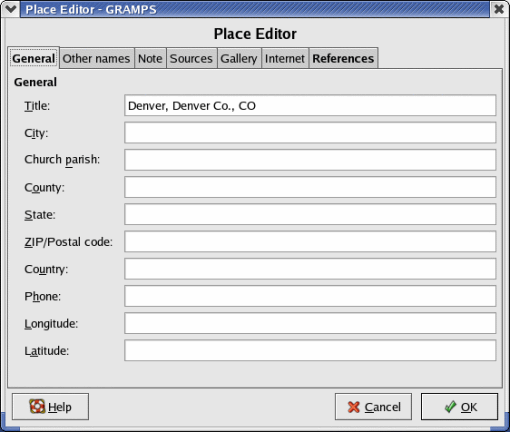 Place Editor - GRAMPS
Place Editor
General Other names Note Sources Gallery Internet References
General
Title: Denver, Denver Co., CO
City:
Church parish:
County:
State:
ZIP/Postal code:
Country:
Phone:
Longitude:
Latitude:
Help Cancel OK